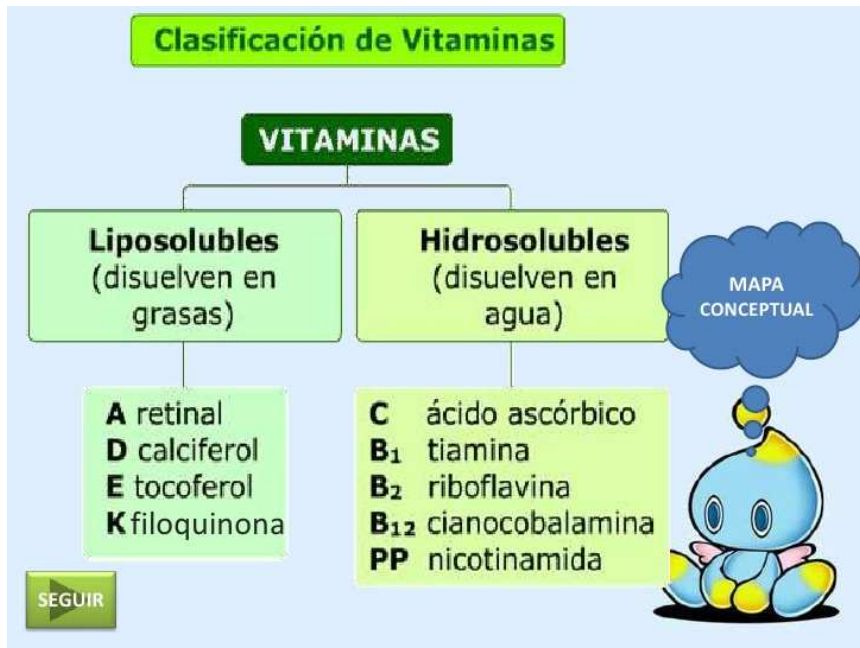 Clasificación de Vitaminas
VITAMINAS
Liposolubles
(disuelven en
grasas)
Hidrosolubles
(disuelven en
agua)
MAPA
CONCEPTUAL
A retinal
D calciferol
E tocoferol
K filoquinona
C ácido ascórbico
B₁ tiamina
B₂ riboflavina
B₁₂ cianocobalamina
PP nicotinamida
SEGUIR